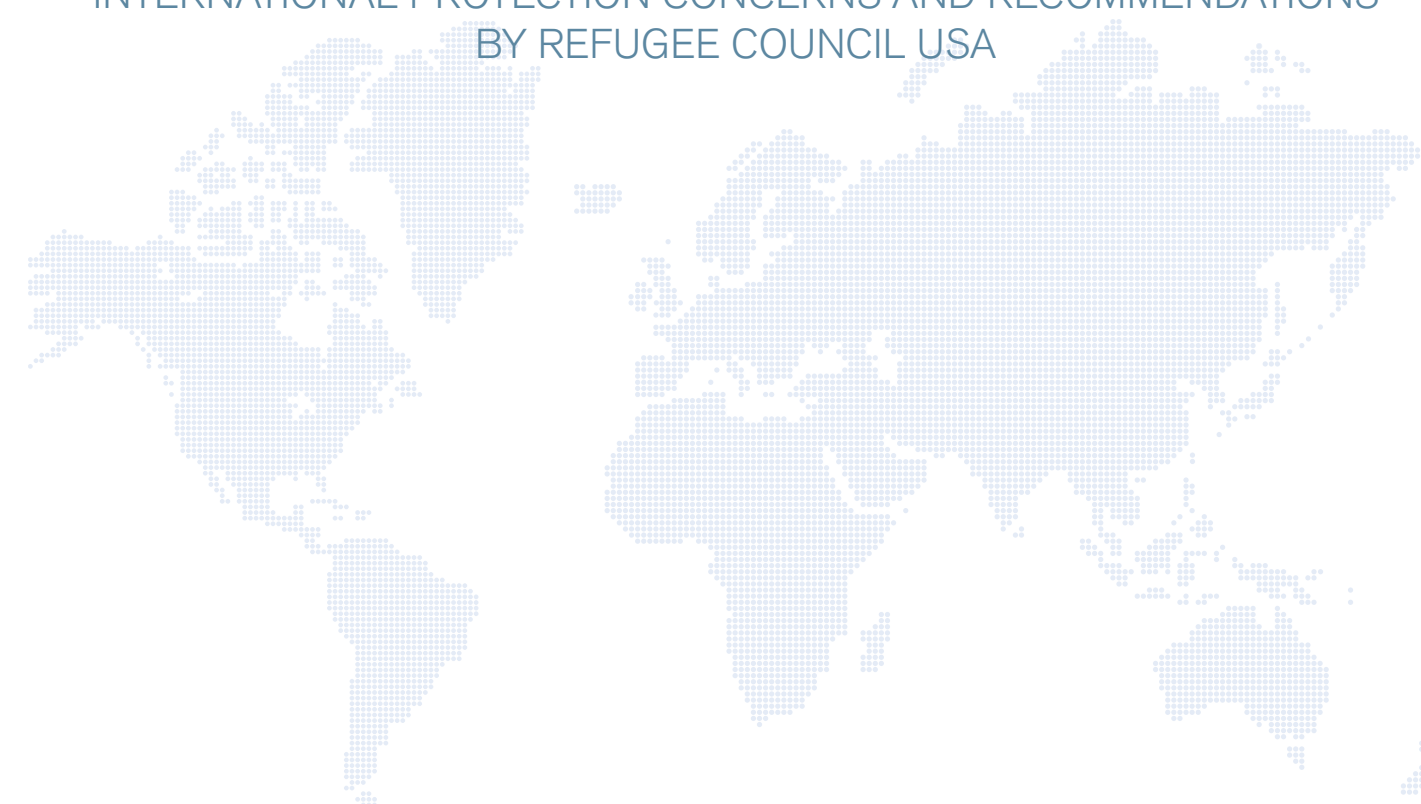 INTERNATIONAL PROTECTION CONCERNS AND RECOMMENDATIONS
BY REFUGEE COUNCIL USA